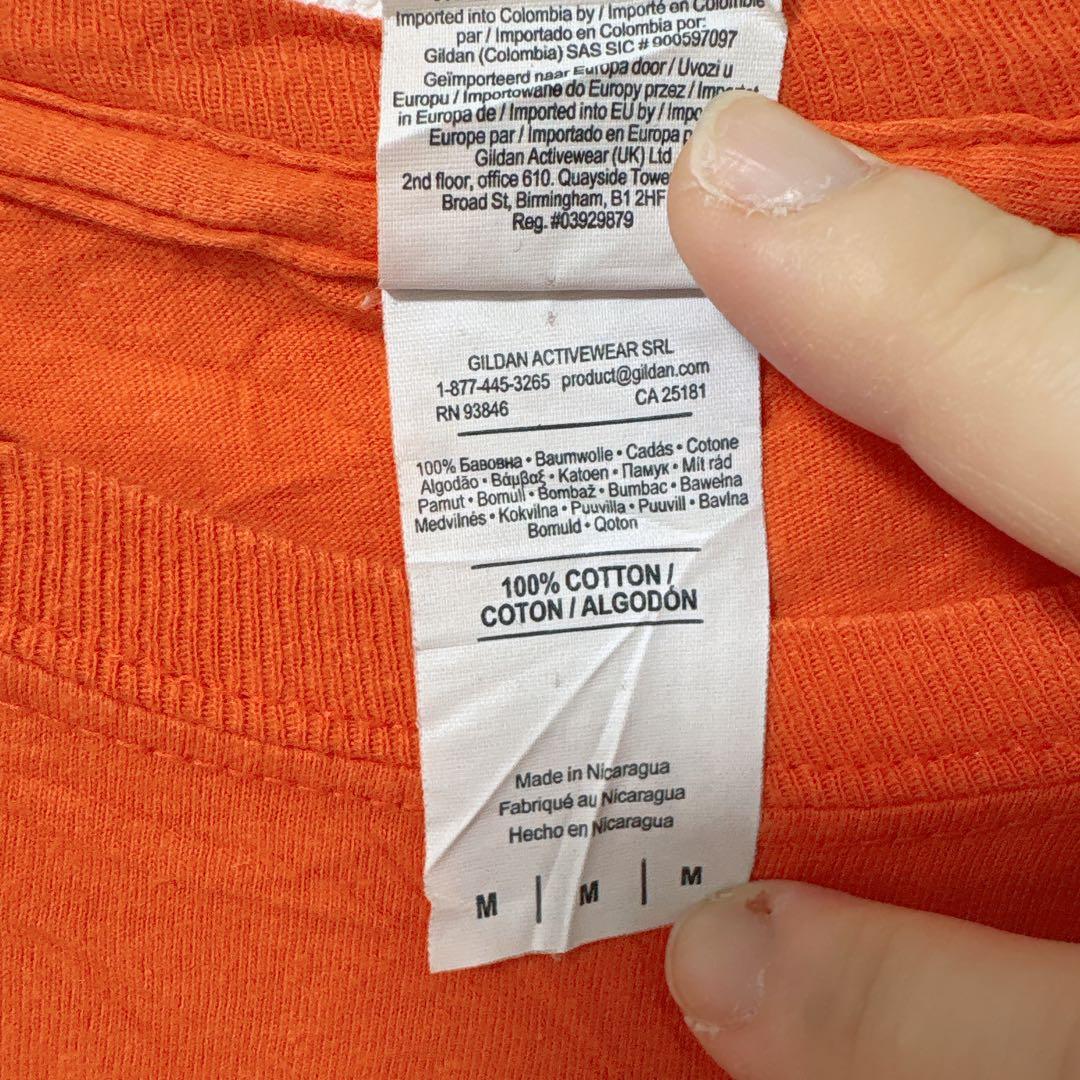 Imported into Colombia by / Importé en Colombie
par / Importado en Colombia por:
Gildan (Colombia) SAS SIC # 900597097
Geïmporteerd naar Europa door / Uvozi u
Europu / Importowane do Europy przez /
in Europa de / Imported into EU by /
Europe par / Importado en Europa
Gildan Activewear (UK) Ltd
2nd floor, office 610. Quayside Tower
Broad St, Birmingham, B1 2HF
Reg. #03929879
GILDAN ACTIVEWEAR SRL
1-877-445-3265 product@gildan.com
RN 93846 CA 25181
100% Бавовна • Baumwolle • Cadás • Cotone
Algodão • Βάμβαξ • Katoen • Памук • Mít rád
Pamut • Bomull • Bombaž • Bumbac • Bawełna
Medvilnės • Kokvilna • Puuvilla • Puuvill • Bavlna
Bomuld • Qoton
100% COTTON /
COTON / ALGODÓN
Made in Nicaragua
Fabriqué au Nicaragua
Hecho en Nicaragua
M | M | M